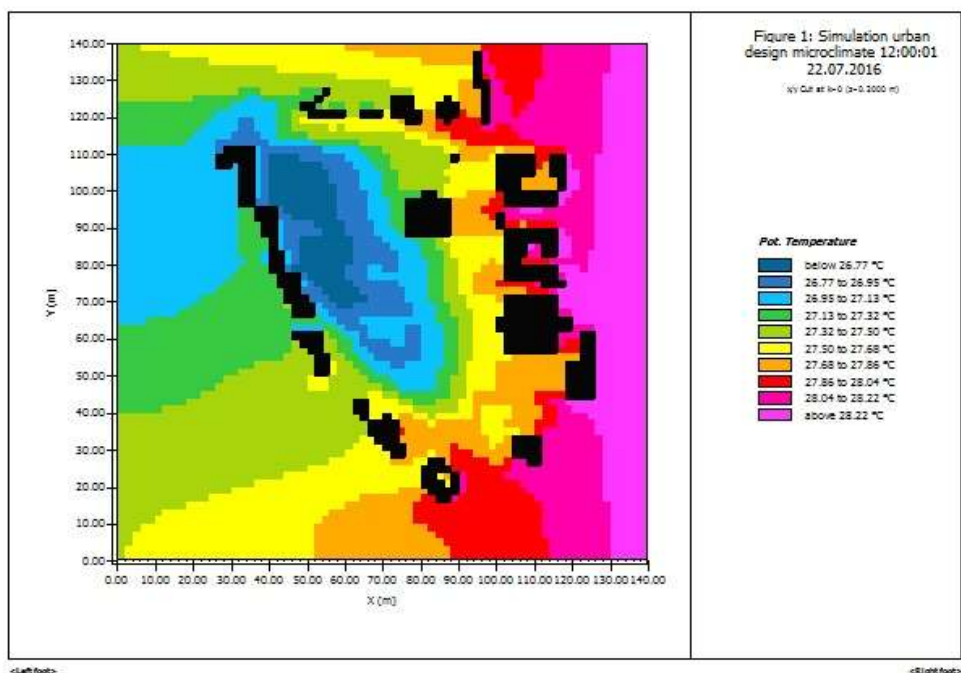 Figure 1: Simulation urban
design microclimate 12:00:01
22.07.2016
x/y Cut at k=0 (z=0.2000 m)
140.00
130.00
120.00
110.00
100.00
90.00
80.00
70.00
60.00
50.00
40.00
30.00
20.00
10.00
0.00
Y (m)
0.00 10.00 20.00 30.00 40.00 50.00 60.00 70.00 80.00 90.00 100.00 110.00 120.00 130.00 140.00
X (m)
Pot. Temperature
below 26.77 °C
26.77 to 26.95 °C
26.95 to 27.13 °C
27.13 to 27.32 °C
27.32 to 27.50 °C
27.50 to 27.68 °C
27.68 to 27.86 °C
27.86 to 28.04 °C
28.04 to 28.22 °C
above 28.22 °C
<Left foot>
<Right foot>